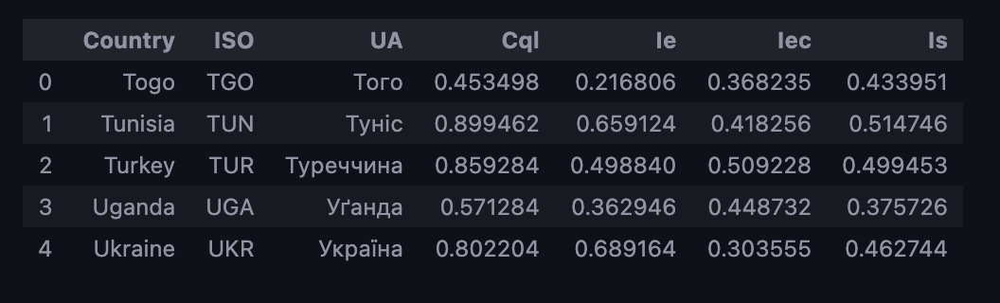 Country ISO UA Cql Ie Iec Is
0 Togo TGO Того 0.453498 0.216806 0.368235 0.433951
1 Tunisia TUN Туніс 0.899462 0.659124 0.418256 0.514746
2 Turkey TUR Туреччина 0.859284 0.498840 0.509228 0.499453
3 Uganda UGA Уґанда 0.571284 0.362946 0.448732 0.375726
4 Ukraine UKR Україна 0.802204 0.689164 0.303555 0.462744